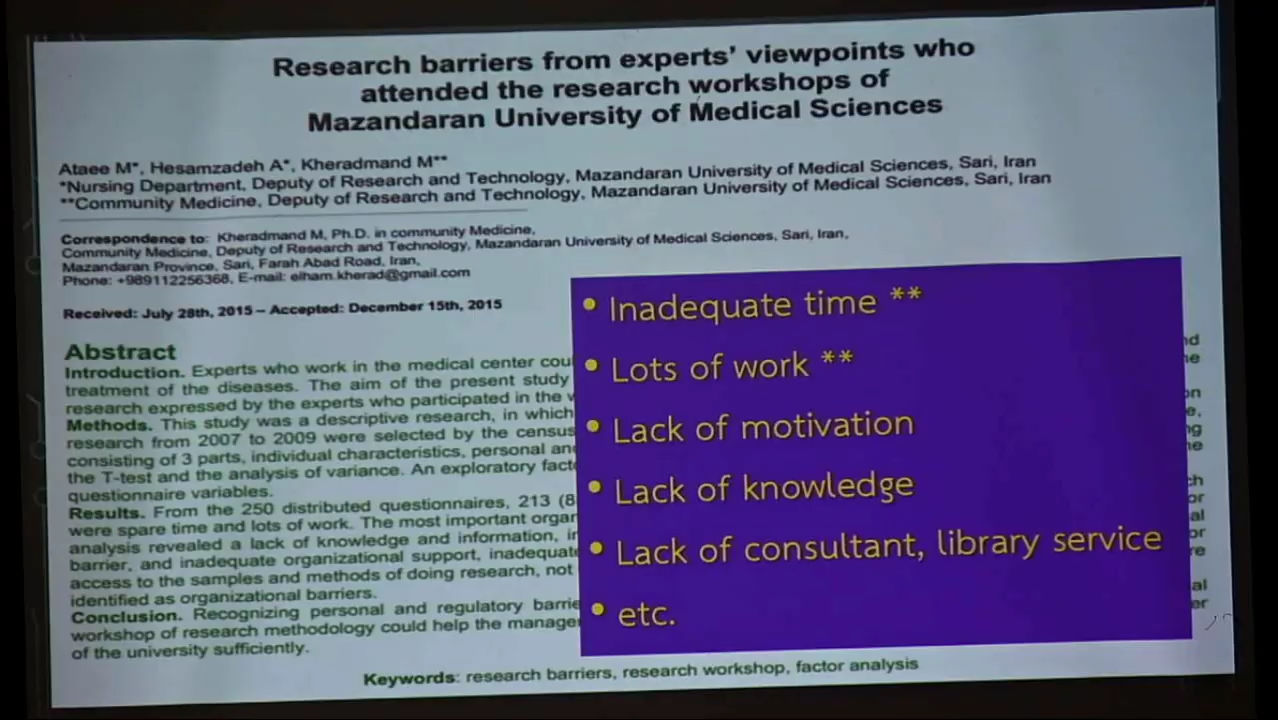 Research barriers from experts' viewpoints who
attended the research workshops of
Mazandaran University of Medical Sciences
Ataee M*, Hesamzadeh A*, Kheradmand M**
*Nursing Department, Deputy of Research and Technology, Mazandaran University of Medical Sciences, Sari, Iran
**Community Medicine, Deputy of Research and Technology, Mazandaran University of Medical Sciences, Sari, Iran
Correspondence to: Kheradmand M, Ph.D. in community Medicine,
Community Medicine, Deputy of Research and Technology, Mazandaran University of Medical Sciences, Sari, Iran,
Mazandaran Province, Sari, Farah Abad Road, Iran,
Phone: +989112256368, E-mail: elham.kherad@gmail.com
Received: July 28th, 2015 – Accepted: December 15th, 2015
Abstract
Introduction. Experts who work in the medical center cou
treatment of the diseases. The aim of the present study
research expressed by the experts who participated in the w
Methods. This study was a descriptive research, in which
research from 2007 to 2009 were selected by the census
consisting of 3 parts, individual characteristics, personal an
the T-test and the analysis of variance. An exploratory fact
questionnaire variables.
Results. From the 250 distributed questionnaires, 213 (8
were spare time and lots of work. The most important organ
analysis revealed a lack of knowledge and information, in
barrier, and inadequate organizational support, inadequate
access to the samples and methods of doing research, not
identified as organizational barriers.
Conclusion. Recognizing personal and regulatory barrie
workshop of research methodology could help the manage
of the university sufficiently.
Keywords: research barriers, research workshop, factor analysis
• Inadequate time **
• Lots of work **
• Lack of motivation
• Lack of knowledge
• Lack of consultant, library service
• etc.